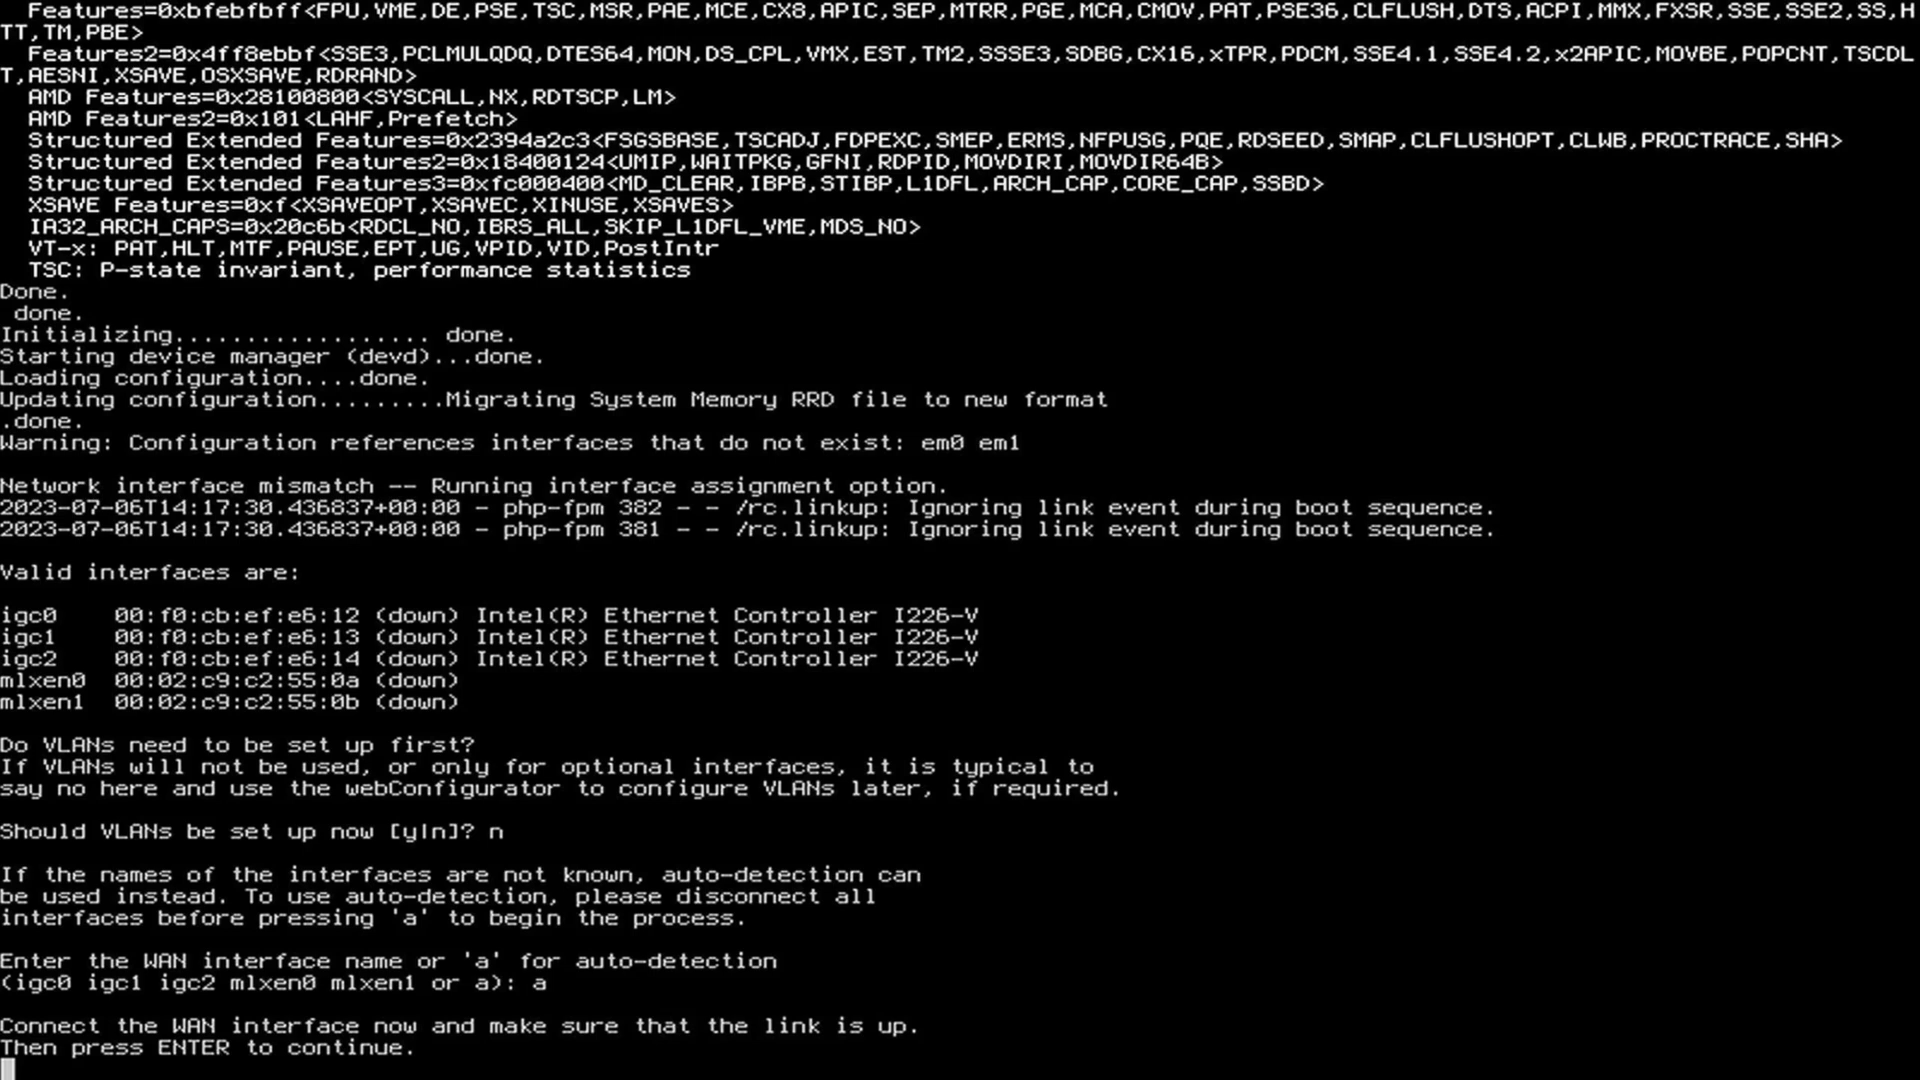 Features=0xbfebfbff<FPU,VME,DE,PSE,TSC,MSR,PAE,MCE,CX8,APIC,SEP,MTRR,PGE,MCA,CMOV,PAT,PSE36,CLFLUSH,DTS,ACPI,MMX,FXSR,SSE,SSE2,SS,H
TT,TM,PBE>
Features2=0x4ff8ebbf<SSE3,PCLMULQDQ,DTES64,MON,DS_CPL,VMX,EST,TM2,SSSE3,SDBG,CX16,xTPR,PDCM,SSE4.1,SSE4.2,x2APIC,MOVBE,POPCNT,TSCDL
T,AESNI,XSAVE,OSXSAVE,RDRAND>
AMD Features=0x28100800<SYSCALL,NX,RDTSCP,LM>
AMD Features2=0x101<LAHF,Prefetch>
Structured Extended Features=0x2394a2c3<FSGSBASE,TSCADJ,FDPEXC,SMEP,ERMS,NFPUSG,PQE,RDSEED,SMAP,CLFLUSHOPT,CLWB,PROCTRACE,SHA>
Structured Extended Features2=0x18400124<UMIP,WAITPKG,GFNI,RDPID,MOVDIRI,MOVDIR64B>
Structured Extended Features3=0xfc000400<MD_CLEAR,IBPB,STIBP,L1DFL,ARCH_CAP,CORE_CAP,SSBD>
XSAVE Features=0xf<XSAVEOPT,XSAVEC,XINUSE,XSAVES>
IA32_ARCH_CAPS=0x20c6b<RDCL_NO,IBRS_ALL,SKIP_L1DFL_VME,MDS_NO>
VT-x: PAT,HLT,MTF,PAUSE,EPT,UG,VPID,VID,PostIntr
TSC: P-state invariant, performance statistics
Done.
done.
Initializing.................. done.
Starting device manager (devd)...done.
Loading configuration....done.
Updating configuration.........Migrating System Memory RRD file to new format
.done.
Warning: Configuration references interfaces that do not exist: em0 em1
Network interface mismatch -- Running interface assignment option.
2023-07-06T14:17:30.436837+00:00 - php-fpm 382 - - /rc.linkup: Ignoring link event during boot sequence.
2023-07-06T14:17:30.436837+00:00 - php-fpm 381 - - /rc.linkup: Ignoring link event during boot sequence.
Valid interfaces are:
igc0    00:f0:cb:ef:e6:12 (down) Intel(R) Ethernet Controller I226-V
igc1    00:f0:cb:ef:e6:13 (down) Intel(R) Ethernet Controller I226-V
igc2    00:f0:cb:ef:e6:14 (down) Intel(R) Ethernet Controller I226-V
mlxen0  00:02:c9:c2:55:0a (down)
mlxen1  00:02:c9:c2:55:0b (down)
Do VLANs need to be set up first?
If VLANs will not be used, or only for optional interfaces, it is typical to
say no here and use the webConfigurator to configure VLANs later, if required.
Should VLANs be set up now [y|n]? n
If the names of the interfaces are not known, auto-detection can
be used instead. To use auto-detection, please disconnect all
interfaces before pressing 'a' to begin the process.
Enter the WAN interface name or 'a' for auto-detection
(igc0 igc1 igc2 mlxen0 mlxen1 or a): a
Connect the WAN interface now and make sure that the link is up.
Then press ENTER to continue.